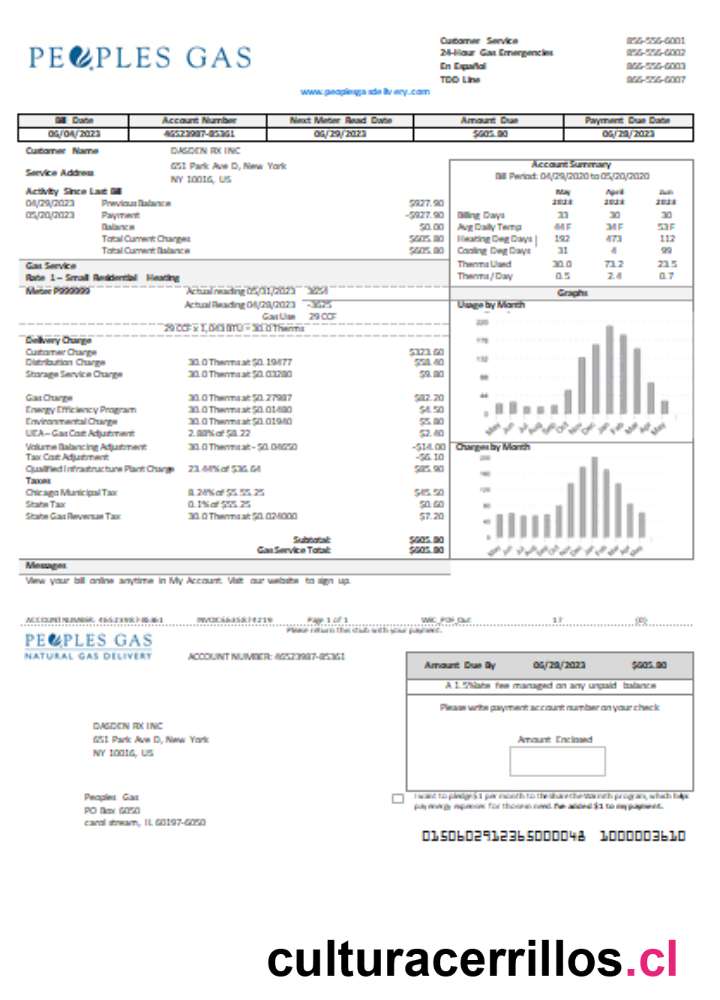 PEOPLES GAS
Customer Service 866-556-6001
24-Hour Gas Emergencies 866-556-6002
En Español 866-556-6003
TDD Line 866-556-6007
www.peoplesgasdelivery.com
Bill Date Account Number Next Meter Read Date Amount Due Payment Due Date
06/04/2023 46523987-85361 06/29/2023 $605.80 06/28/2023
Customer Name DASDEN RX INC
Service Address 651 Park Ave D, New York
NY 10016, US
Activity Since Last Bill
04/29/2023 Previous Balance $927.90
05/20/2023 Payment -$927.90
Balance $0.00
Total Current Charges $605.80
Total Current Balance $605.80
Gas Service
Rate 1 – Small Residential Heating
Meter P999999 Actual reading 05/31/2023 3654
Actual Reading 04/28/2023 -3625
Gas Use 29 CCF
29 CCF x 1,043 BTU = 30.0 Therms
Delivery Charge
Customer Charge $323.60
Distribution Charge 30.0 Therms at $0.19477 $58.40
Storage Service Charge 30.0 Therms at $0.03280 $9.80
Gas Charge 30.0 Therms at $0.27987 $82.20
Energy Efficiency Program 30.0 Therms at $0.01480 $4.50
Environmental Charge 30.0 Therms at $0.01940 $5.80
UEA – Gas Cost Adjustment 2.88% of $8.22 $2.40
Volume Balancing Adjustment 30.0 Therms at - $0.04650 -$14.00
Tax Cost Adjustment -$6.10
Qualified Infrastructure Plant Charge 23.44% of $36.64 $85.90
Taxes
Chicago Municipal Tax 8.24% of $5.55.25 $45.50
State Tax 0.1% of $55.25 $0.60
State Gas Revenue Tax 30.0 Therms at $0.024000 $7.20
Subtotal: $605.80
Gas Service Total: $605.80
Account Summary
Bill Period: 04/29/2020 to 05/20/2020
May April Jun
Billing Days 33 30 30
Avg Daily Temp 44 F 34 F 53 F
Heating Deg Days 192 473 112
Cooling Deg Days 31 4 99
Therms Used 30.0 73.2 23.5
Therms/Day 0.5 2.4 0.7
Graphs
Usage by Month
220
44
0
May Jun Jul Aug Sep Oct Nov Dec Jan Feb Mar Apr May
Charges by Month
200
160
120
80
40
0
May Jun Jul Aug Sep Oct Nov Dec Jan Feb Mar Apr May
Messages
View your bill online anytime in My Account. Visit our website to sign up.
ACCOUNT NUMBER: 46523987-85361 Page 1 of 1 17 (D)
Please return this stub with your payment.
PEOPLES GAS
NATURAL GAS DELIVERY
ACCOUNT NUMBER: 46523987-85361
Amount Due By 06/28/2023 $605.80
A 1.5%late fee managed on any unpaid balance
Please write payment account number on your check
Amount Enclosed
DASDEN RX INC
651 Park Ave D, New York
NY 10016, US
Peoples Gas
PO Box 6050
carol stream, IL 60197-6050
I want to pledge $1 per month to the Share the Warmth program, which helps
pay energy expenses for those in need. I've added $1 to my payment.
0150602912365000048 1000003610
culturacerrillos.cl